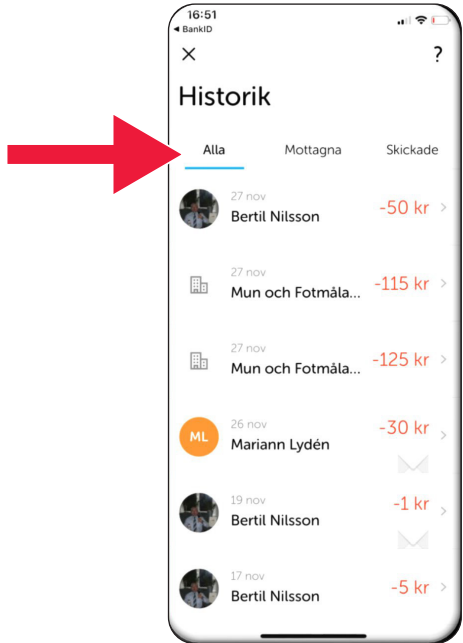 16:51
◀ BankID
× ?
Historik
Alla Mottagna Skickade
27 nov
Bertil Nilsson -50 kr >
27 nov
Mun och Fotmåla... -115 kr >
27 nov
Mun och Fotmåla... -125 kr >
26 nov
ML Mariann Lydén -30 kr >
19 nov
Bertil Nilsson -1 kr >
17 nov
Bertil Nilsson -5 kr >